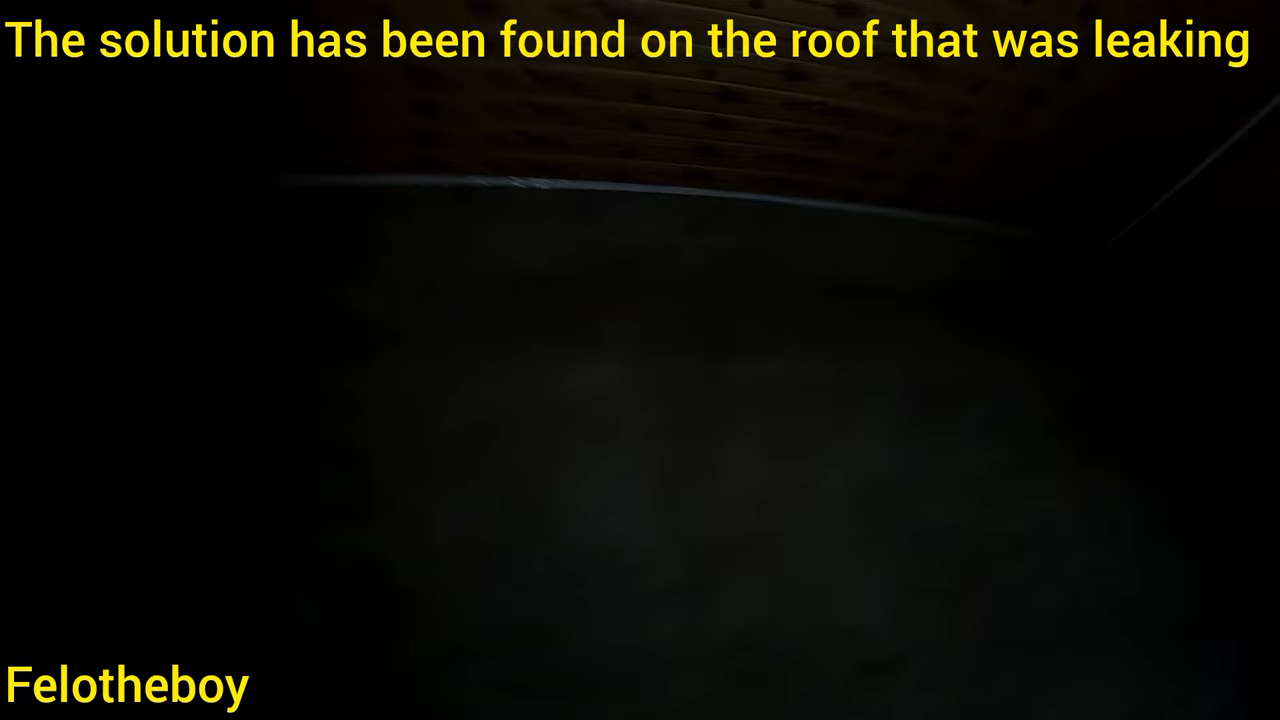 The solution has been found on the roof that was leaking
Felotheboy